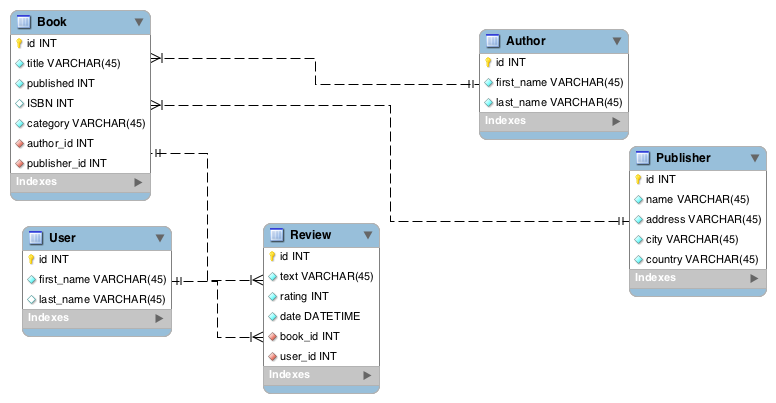 Book
id INT
title VARCHAR(45)
published INT
ISBN INT
category VARCHAR(45)
author_id INT
publisher_id INT
Indexes
Author
id INT
first_name VARCHAR(45)
last_name VARCHAR(45)
Indexes
Publisher
id INT
name VARCHAR(45)
address VARCHAR(45)
city VARCHAR(45)
country VARCHAR(45)
Indexes
User
id INT
first_name VARCHAR(45)
last_name VARCHAR(45)
Indexes
Review
id INT
text VARCHAR(45)
rating INT
date DATETIME
book_id INT
user_id INT
Indexes